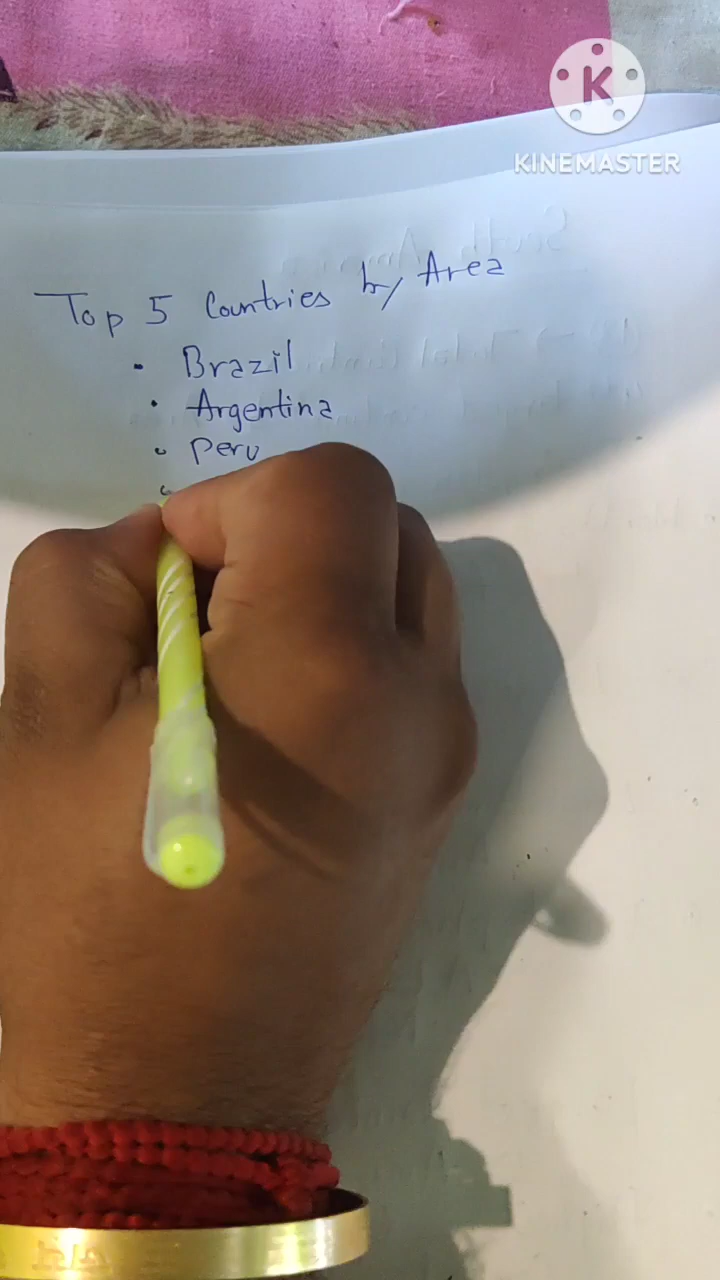 K
KINEMASTER
Top 5 Countries by Area
• Brazil
• Argentina
• Peru